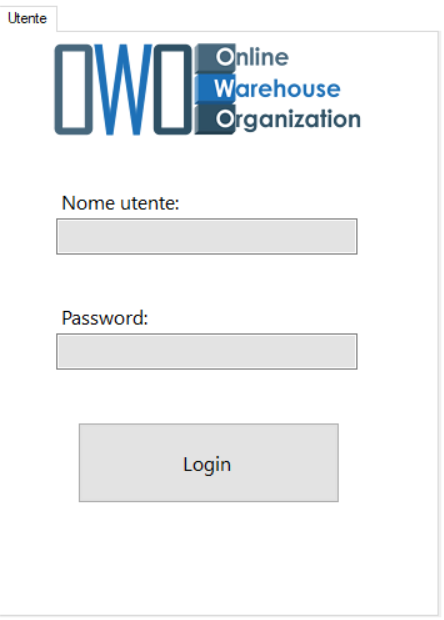 Utente
OWO Online
Warehouse
Organization
Nome utente:
Password:
Login